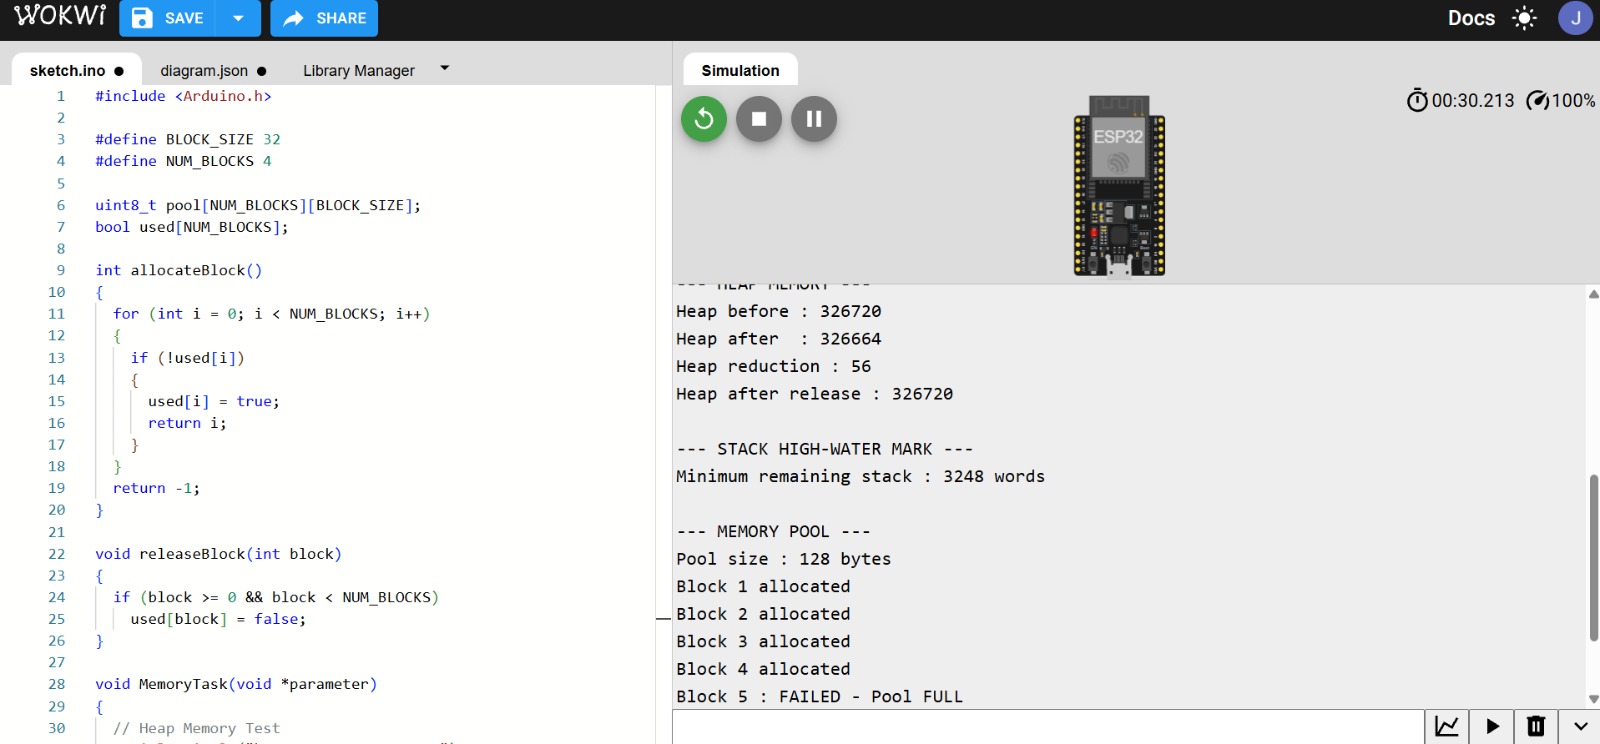 WOKWi
SAVE
SHARE
Docs
J
sketch.ino ●
diagram.json ●
Library Manager
Simulation
1 #include <Arduino.h>
2
3 #define BLOCK_SIZE 32
4 #define NUM_BLOCKS 4
5
6 uint8_t pool[NUM_BLOCKS][BLOCK_SIZE];
7 bool used[NUM_BLOCKS];
8
9 int allocateBlock()
10 {
11   for (int i = 0; i < NUM_BLOCKS; i++)
12   {
13     if (!used[i])
14     {
15       used[i] = true;
16       return i;
17     }
18   }
19   return -1;
20 }
21
22 void releaseBlock(int block)
23 {
24   if (block >= 0 && block < NUM_BLOCKS)
25     used[block] = false;
26 }
27
28 void MemoryTask(void *parameter)
29 {
30   // Heap Memory Test
00:30.213
100%
ESP32
--- HEAP MEMORY ---
Heap before : 326720
Heap after  : 326664
Heap reduction : 56
Heap after release : 326720
--- STACK HIGH-WATER MARK ---
Minimum remaining stack : 3248 words
--- MEMORY POOL ---
Pool size : 128 bytes
Block 1 allocated
Block 2 allocated
Block 3 allocated
Block 4 allocated
Block 5 : FAILED - Pool FULL